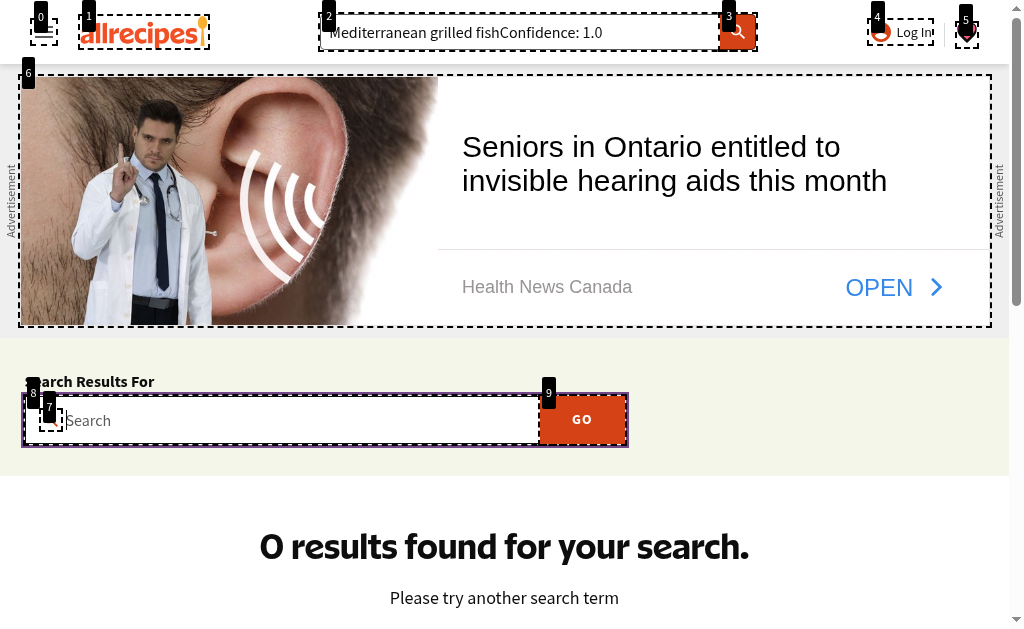 0
1
2
3
4
5
allrecipes
Mediterranean grilled fishConfidence: 1.0
Log In
6
Advertisement
Seniors in Ontario entitled to
invisible hearing aids this month
Health News Canada
OPEN
Advertisement
Search Results For
8
7
9
Search
GO
0 results found for your search.
Please try another search term